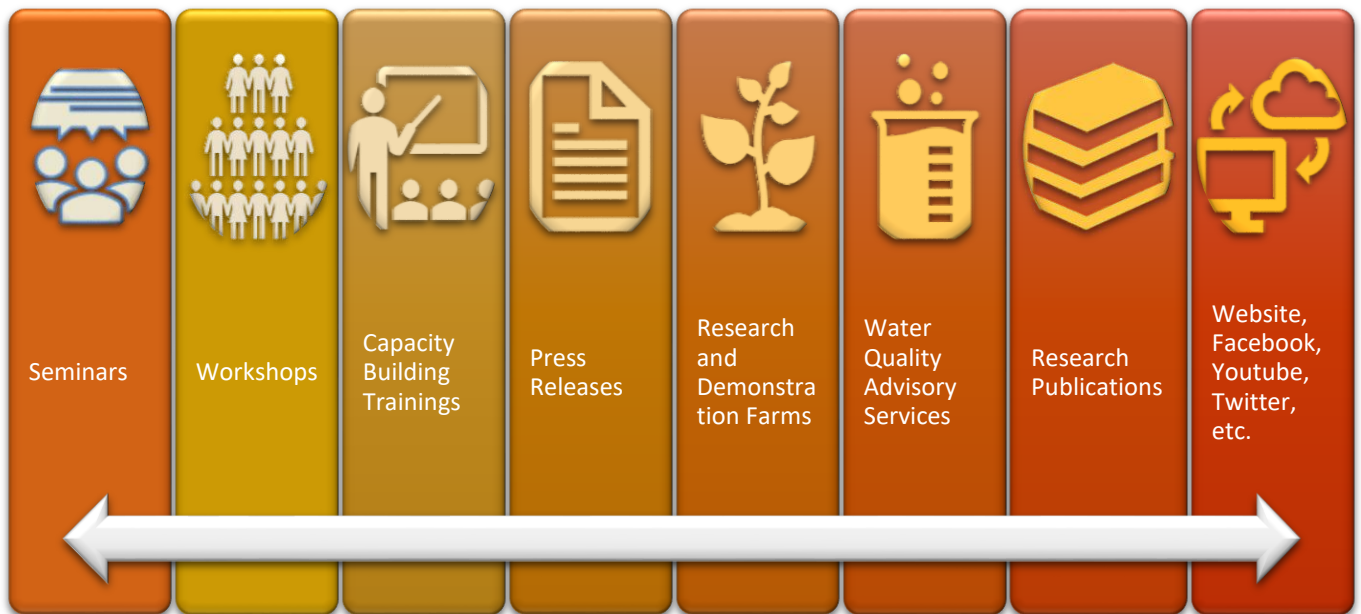 Seminars
Workshops
Capacity
Building
Trainings
Press
Releases
Research
and
Demonstra
tion Farms
Water
Quality
Advisory
Services
Research
Publications
Website,
Facebook,
Youtube,
Twitter,
etc.